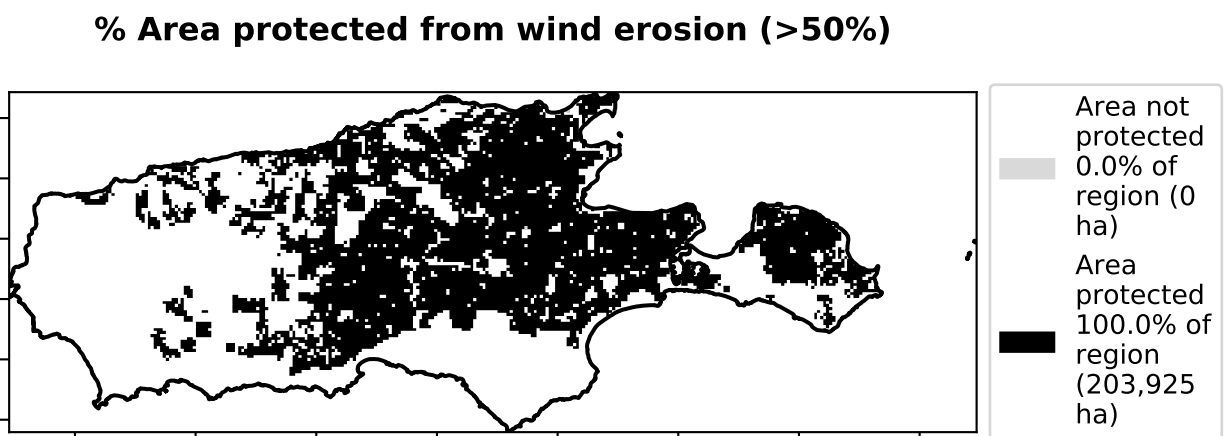 % Area protected from wind erosion (>50%)
Area not
protected
0.0% of
region (0
ha)
Area
protected
100.0% of
region
(203,925
ha)